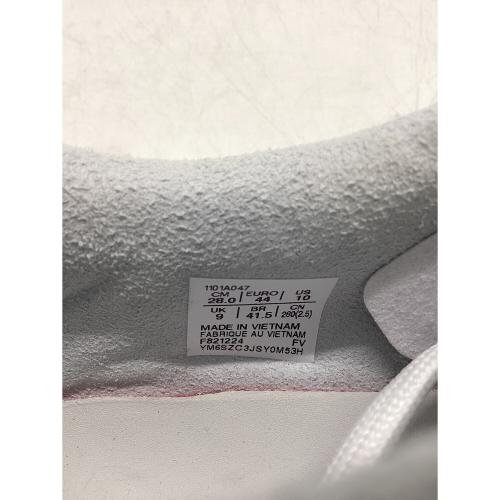 1101A047
CM EURO US
28.0 44 10
UK BR CN
9 41.5 280(2.5)
MADE IN VIETNAM
FABRIQUE AU VIETNAM
F821224 FV
YM6SZC3JSY0M53H